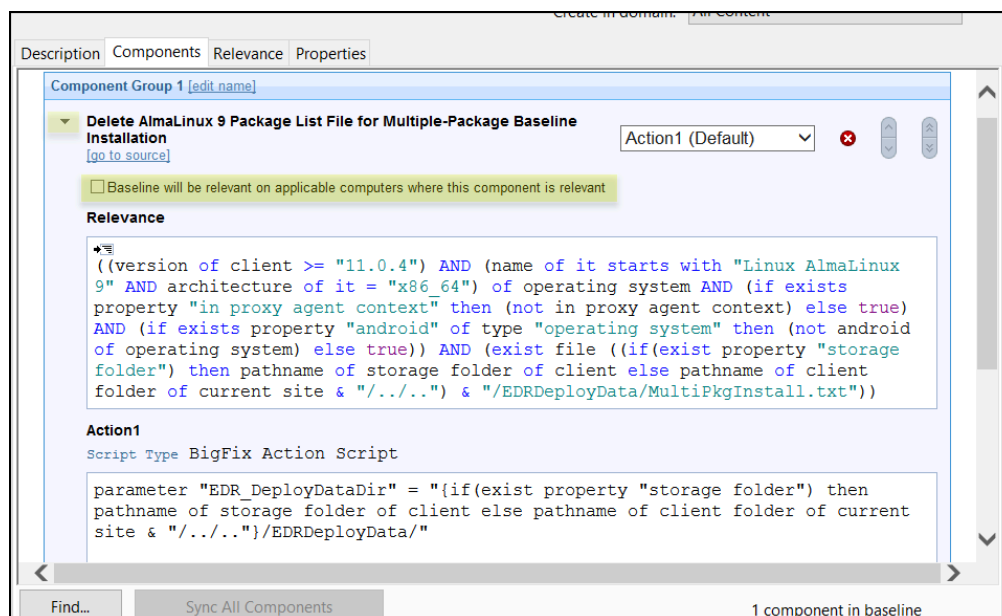 Create in domain: All Content
Description Components Relevance Properties
Component Group 1 [edit name]
Delete AlmaLinux 9 Package List File for Multiple-Package Baseline
Installation
Action1 (Default)
[go to source]
Baseline will be relevant on applicable computers where this component is relevant
Relevance
((version of client >= "11.0.4") AND (name of it starts with "Linux AlmaLinux
9" AND architecture of it = "x86_64") of operating system AND (if exists
property "in proxy agent context" then (not in proxy agent context) else true)
AND (if exists property "android" of type "operating system" then (not android
of operating system) else true)) AND (exist file ((if(exist property "storage
folder") then pathname of storage folder of client else pathname of client
folder of current site & "/../..") & "/EDRDeployData/MultiPkgInstall.txt"))
Action1
Script Type BigFix Action Script
parameter "EDR_DeployDataDir" = "{if(exist property "storage folder") then
pathname of storage folder of client else pathname of client folder of current
site & "/../.."}/EDRDeployData/"
Find... Sync All Components 1 component in baseline